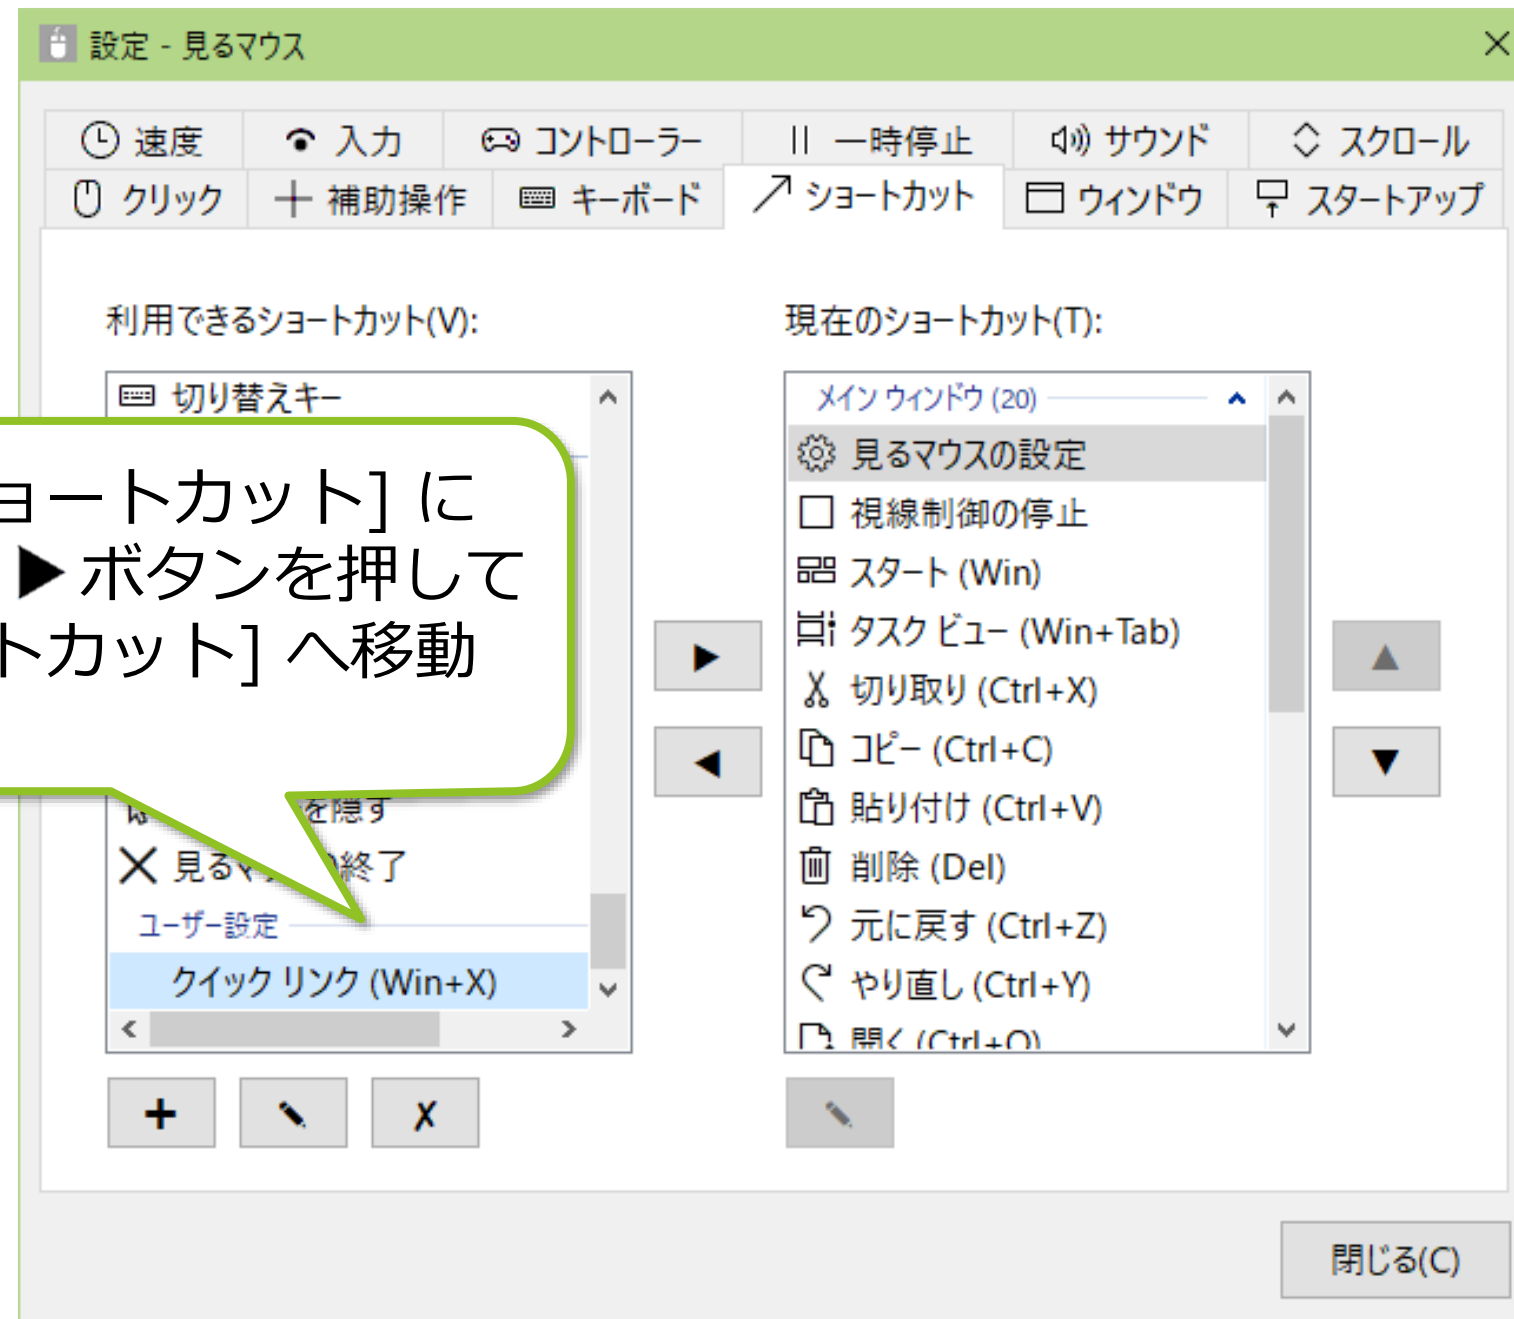 設定 - 見るマウス
速度 入力 コントローラー 一時停止 サウンド スクロール
クリック 補助操作 キーボード ショートカット ウィンドウ スタートアップ
利用できるショートカット(V):
切り替えキー
ョートカット] に
▶ボタンを押して
トカット] へ移動
を隠す
見る 終了
ユーザー設定
クイック リンク (Win+X)
現在のショートカット(T):
メイン ウィンドウ (20)
見るマウスの設定
視線制御の停止
スタート (Win)
タスク ビュー (Win+Tab)
切り取り (Ctrl+X)
コピー (Ctrl+C)
貼り付け (Ctrl+V)
削除 (Del)
元に戻す (Ctrl+Z)
やり直し (Ctrl+Y)
開く (Ctrl+O)
閉じる(C)